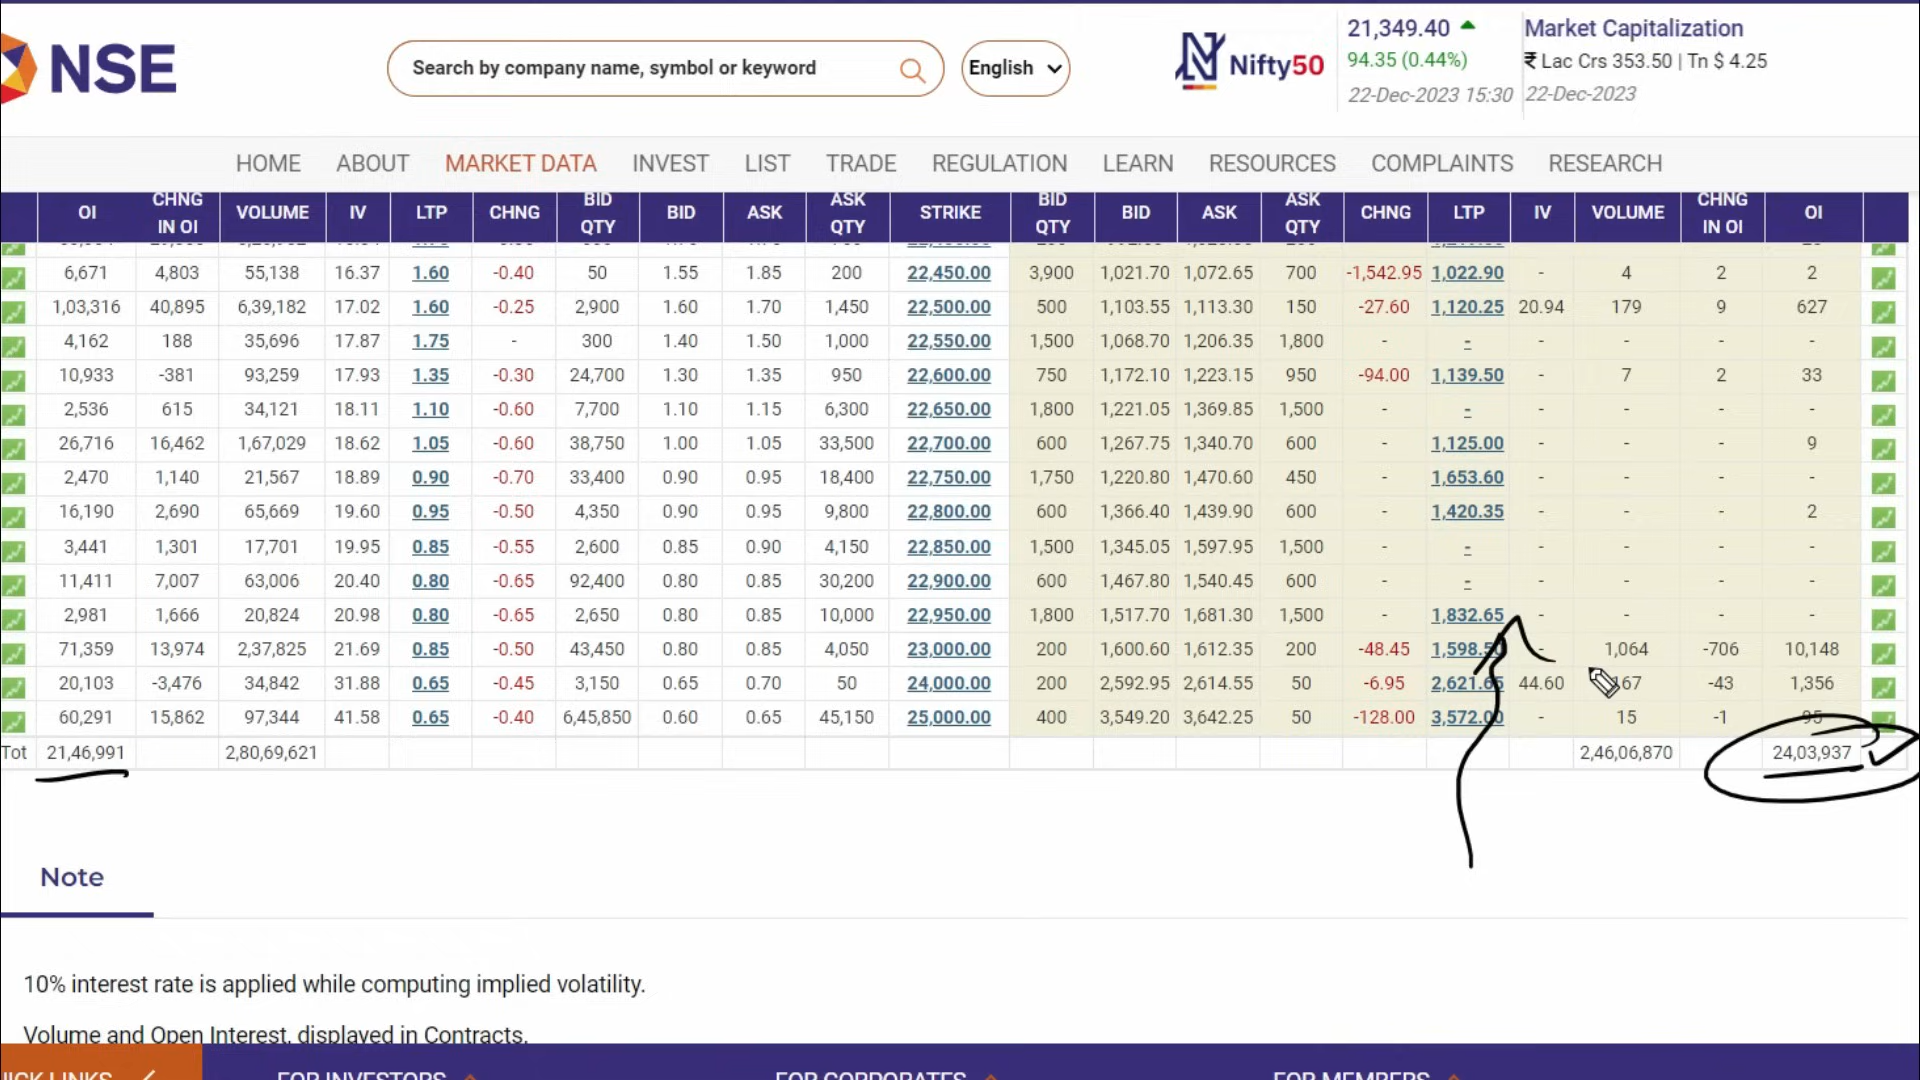 NSE
Search by company name, symbol or keyword
English
Nifty50
21,349.40
94.35 (0.44%)
22-Dec-2023 15:30
Market Capitalization
₹ Lac Crs 353.50 | Tn $ 4.25
22-Dec-2023
HOME ABOUT MARKET DATA INVEST LIST TRADE REGULATION LEARN RESOURCES COMPLAINTS RESEARCH
OI CHNG IN OI VOLUME IV LTP CHNG BID QTY BID ASK ASK QTY STRIKE BID QTY BID ASK ASK QTY CHNG LTP IV VOLUME CHNG IN OI OI
6,671 4,803 55,138 16.37 1.60 -0.40 50 1.55 1.85 200 22,450.00 3,900 1,021.70 1,072.65 700 -1,542.95 1,022.90 - 4 2 2
1,03,316 40,895 6,39,182 17.02 1.60 -0.25 2,900 1.60 1.70 1,450 22,500.00 500 1,103.55 1,113.30 150 -27.60 1,120.25 20.94 179 9 627
4,162 188 35,696 17.87 1.75 - 300 1.40 1.50 1,000 22,550.00 1,500 1,068.70 1,206.35 1,800 - - - - - -
10,933 -381 93,259 17.93 1.35 -0.30 24,700 1.30 1.35 950 22,600.00 750 1,172.10 1,223.15 950 -94.00 1,139.50 - 7 2 33
2,536 615 34,121 18.11 1.10 -0.60 7,700 1.10 1.15 6,300 22,650.00 1,800 1,221.05 1,369.85 1,500 - - - - - -
26,716 16,462 1,67,029 18.62 1.05 -0.60 38,750 1.00 1.05 33,500 22,700.00 600 1,267.75 1,340.70 600 - 1,125.00 - - - 9
2,470 1,140 21,567 18.89 0.90 -0.70 33,400 0.90 0.95 18,400 22,750.00 1,750 1,220.80 1,470.60 450 - 1,653.60 - - - -
16,190 2,690 65,669 19.60 0.95 -0.50 4,350 0.90 0.95 9,800 22,800.00 600 1,366.40 1,439.90 600 - 1,420.35 - - - 2
3,441 1,301 17,701 19.95 0.85 -0.55 2,600 0.85 0.90 4,150 22,850.00 1,500 1,345.05 1,597.95 1,500 - - - - - -
11,411 7,007 63,006 20.40 0.80 -0.65 92,400 0.80 0.85 30,200 22,900.00 600 1,467.80 1,540.45 600 - - - - - -
2,981 1,666 20,824 20.98 0.80 -0.65 2,650 0.80 0.85 10,000 22,950.00 1,800 1,517.70 1,681.30 1,500 - 1,832.65 - - - -
71,359 13,974 2,37,825 21.69 0.85 -0.50 43,450 0.80 0.85 4,050 23,000.00 200 1,600.60 1,612.35 200 -48.45 1,598.50 - 1,064 -706 10,148
20,103 -3,476 34,842 31.88 0.65 -0.45 3,150 0.65 0.70 50 24,000.00 200 2,592.95 2,614.55 50 -6.95 2,621.65 44.60 -43 1,356
60,291 15,862 97,344 41.58 0.65 -0.40 6,45,850 0.60 0.65 45,150 25,000.00 400 3,549.20 3,642.25 50 -128.00 3,572.00 - 15 -1 95
Tot 21,46,991 2,80,69,621 2,46,06,870 24,03,937
Note
10% interest rate is applied while computing implied volatility.
Volume and Open Interest, displayed in Contracts.
FOR INVESTORS FOR CORPORATES FOR MEMBERS